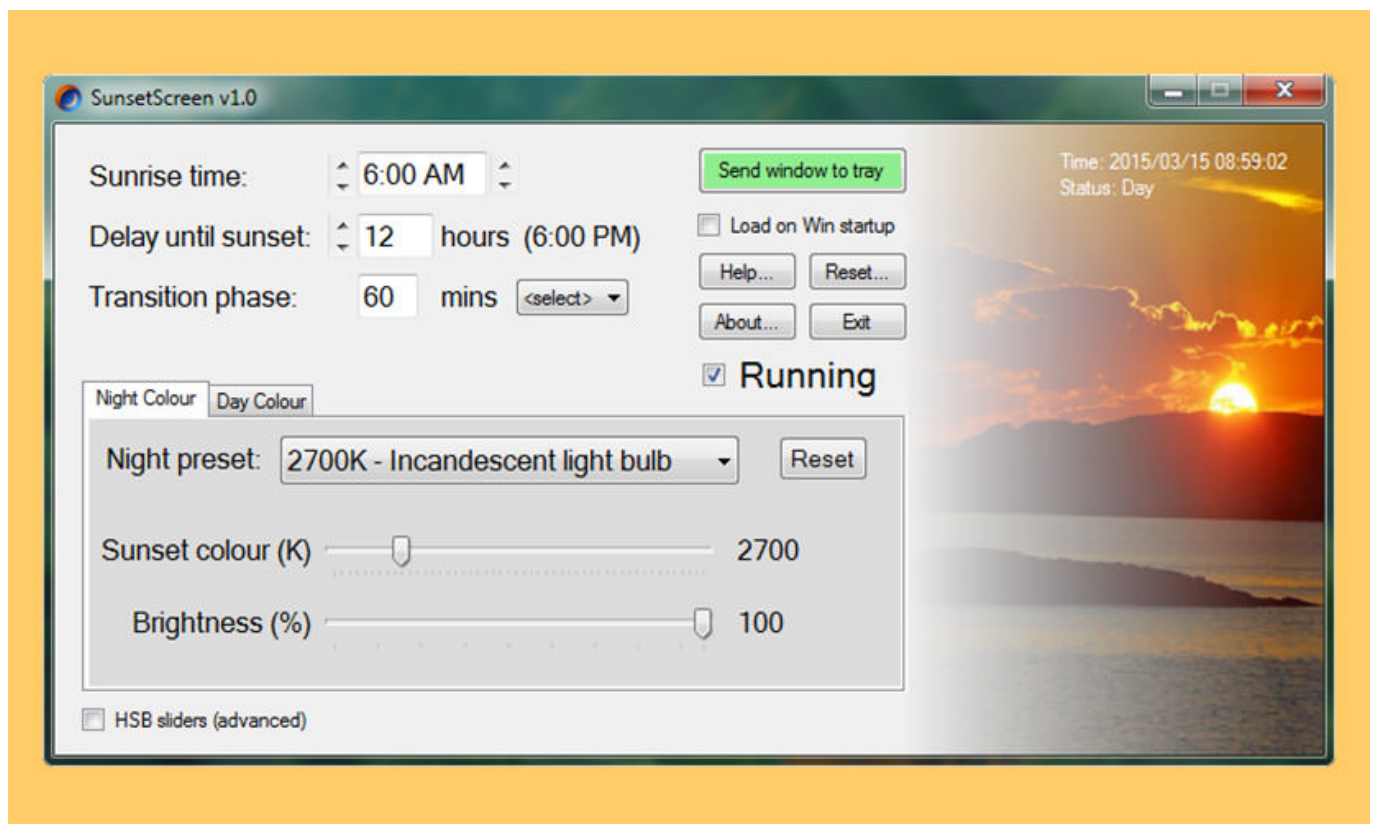 SunsetScreen v1.0
Sunrise time: 6:00 AM
Delay until sunset: 12 hours (6:00 PM)
Transition phase: 60 mins <select>
Send window to tray
Load on Win startup
Help... Reset...
About... Exit
Running
Time: 2015/03/15 08:59:02
Status: Day
Night Colour Day Colour
Night preset: 2700K - Incandescent light bulb Reset
Sunset colour (K) 2700
Brightness (%) 100
HSB sliders (advanced)